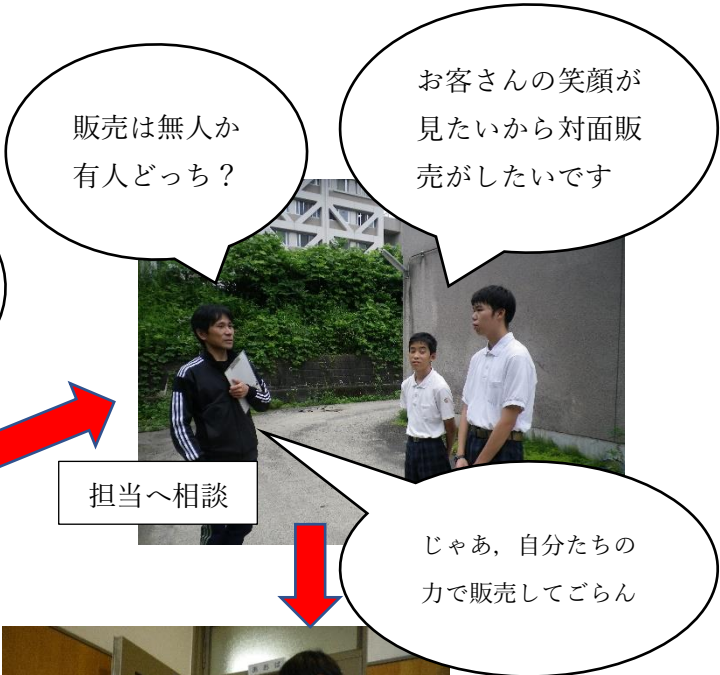 販売は無人か
有人どっち？
お客さんの笑顔が
見たいから対面販
売がしたいです
担当へ相談
じゃあ，自分たちの
力で販売してごらん